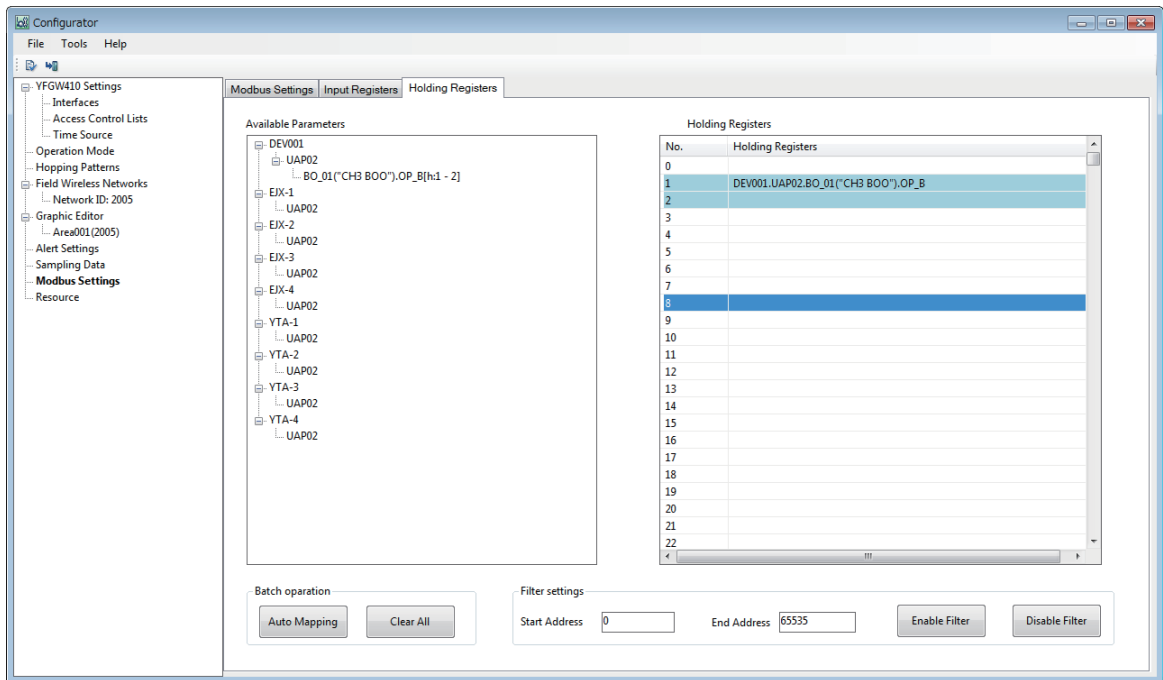 Configurator
File Tools Help
YFGW410 Settings
Interfaces
Access Control Lists
Time Source
Operation Mode
Hopping Patterns
Field Wireless Networks
Network ID: 2005
Graphic Editor
Area001(2005)
Alert Settings
Sampling Data
Modbus Settings
Resource
Modbus Settings Input Registers Holding Registers
Available Parameters
DEV001
UAP02
BO_01("CH3 BOO").OP_B[h:1 - 2]
EJX-1
UAP02
EJX-2
UAP02
EJX-3
UAP02
EJX-4
UAP02
YTA-1
UAP02
YTA-2
UAP02
YTA-3
UAP02
YTA-4
UAP02
Holding Registers
No. Holding Registers
0
1 DEV001.UAP02.BO_01("CH3 BOO").OP_B
2
3
4
5
6
7
8
9
10
11
12
13
14
15
16
17
18
19
20
21
22
Batch oparation
Auto Mapping Clear All
Filter settings
Start Address 0 End Address 65535 Enable Filter Disable Filter